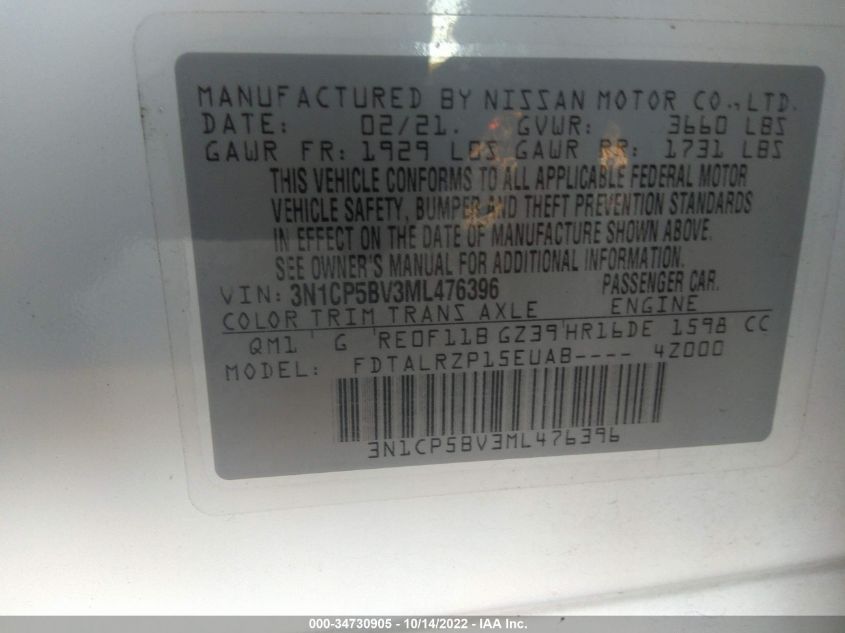 MANUFACTURED BY NISSAN MOTOR CO., LTD.
DATE: 02/21. GVWR: 3660 LBS
GAWR FR: 1929 LBS GAWR RR: 1731 LBS
THIS VEHICLE CONFORMS TO ALL APPLICABLE FEDERAL MOTOR
VEHICLE SAFETY, BUMPER AND THEFT PREVENTION STANDARDS
IN EFFECT ON THE DATE OF MANUFACTURE SHOWN ABOVE.
SEE OWNER'S MANUAL FOR ADDITIONAL INFORMATION.
VIN: 3N1CP5BV3ML476396 PASSENGER CAR.
COLOR TRIM TRANS AXLE ENGINE
QM1 G RE0F11B GZ39 HR16DE 1598 CC
MODEL: FDTALRZP15EUAB---- 4Z000
3N1CP5BV3ML476396
000-34730905 - 10/14/2022 - IAA Inc.